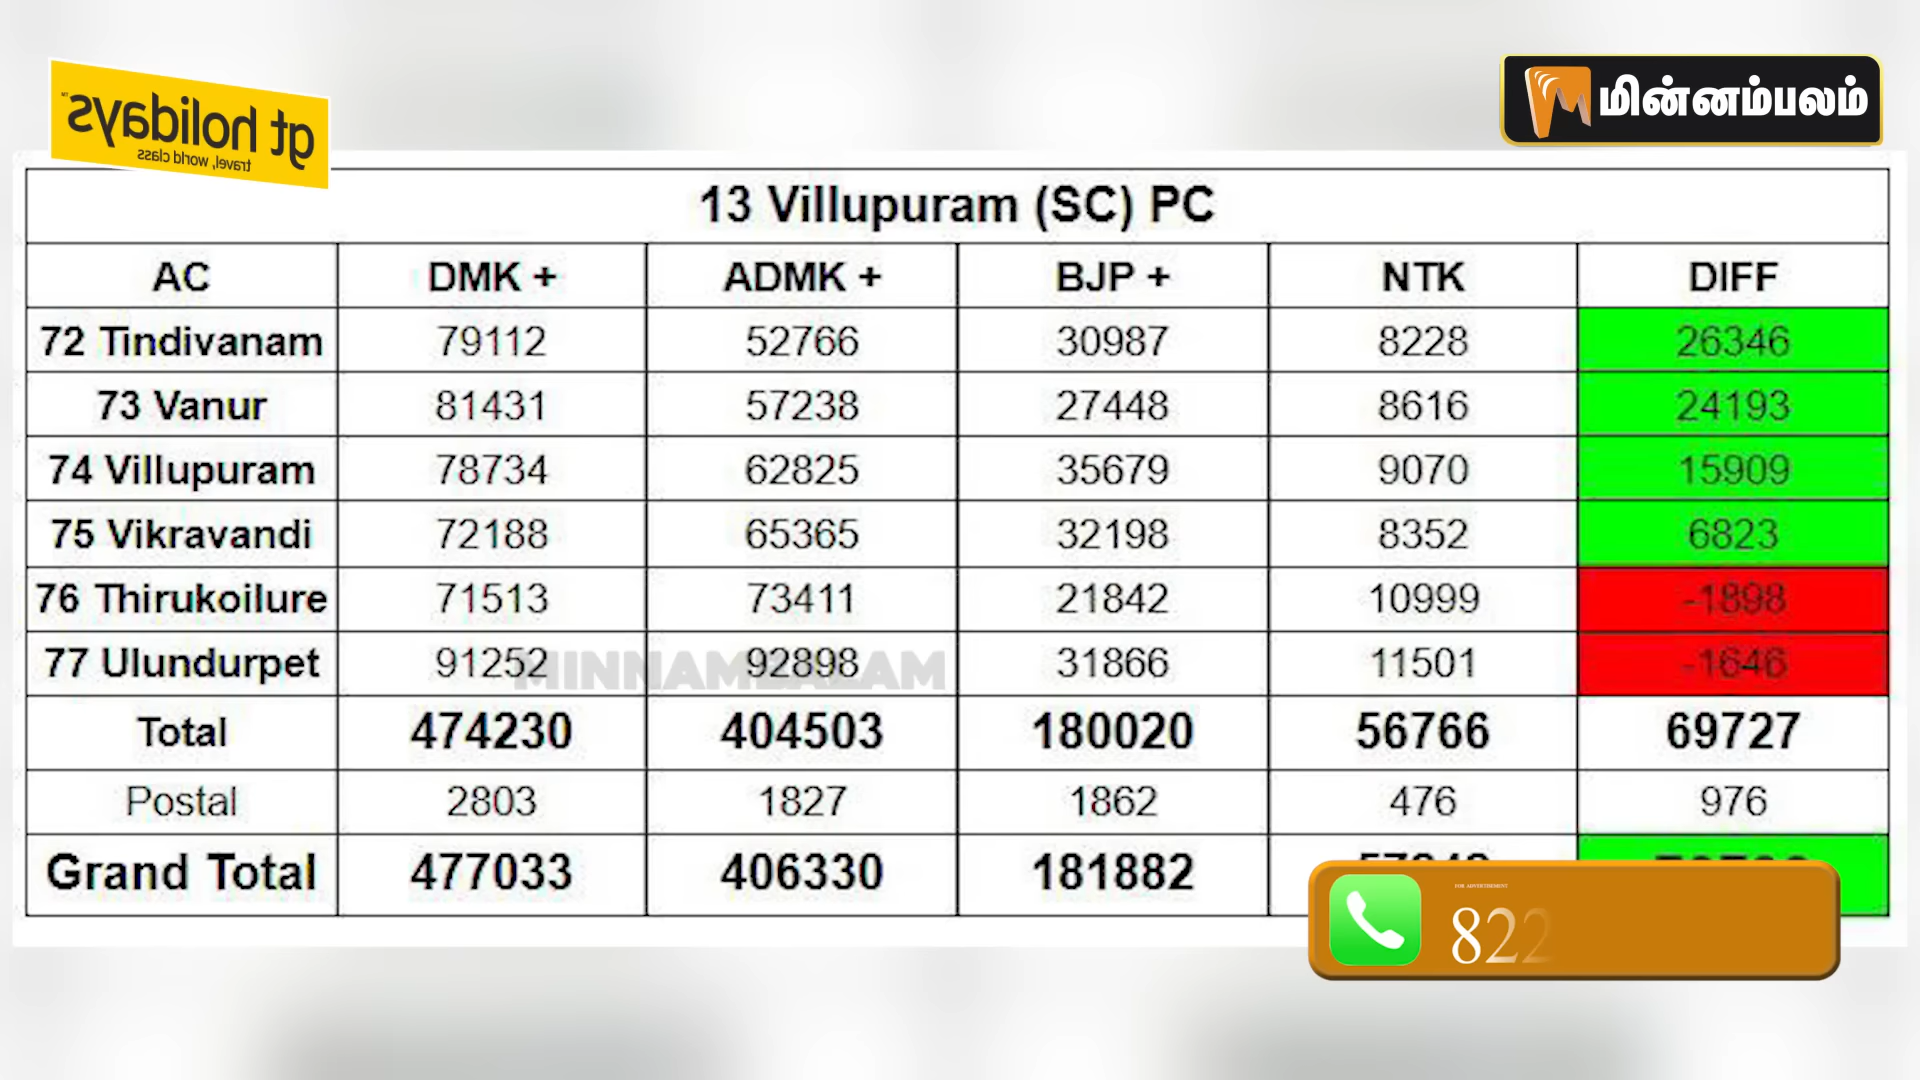 gt holidays™
travel, world class
மின்னம்பலம்
13 Villupuram (SC) PC
AC DMK + ADMK + BJP + NTK DIFF
72 Tindivanam 79112 52766 30987 8228 26346
73 Vanur 81431 57238 27448 8616 24193
74 Villupuram 78734 62825 35679 9070 15909
75 Vikravandi 72188 65365 32198 8352 6823
76 Thirukoilure 71513 73411 21842 10999 -1898
77 Ulundurpet 91252 92898 31866 11501 -1646
MINNAMBALAM
Total 474230 404503 180020 56766 69727
Postal 2803 1827 1862 476 976
Grand Total 477033 406330 181882
FOR ADVERTISEMENT
822